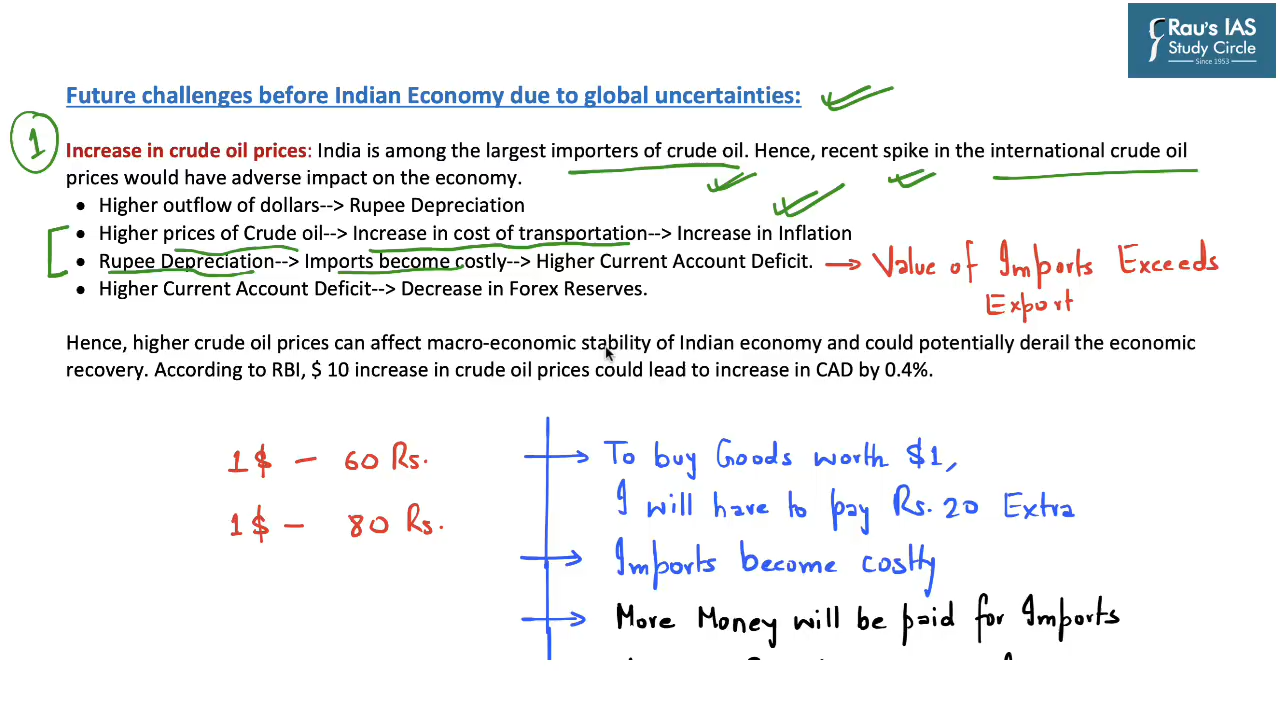 Rau's IAS
Study Circle
Since 1953
Future challenges before Indian Economy due to global uncertainties:
1
Increase in crude oil prices: India is among the largest importers of crude oil. Hence, recent spike in the international crude oil
prices would have adverse impact on the economy.
• Higher outflow of dollars--> Rupee Depreciation
• Higher prices of Crude oil--> Increase in cost of transportation--> Increase in Inflation
• Rupee Depreciation--> Imports become costly--> Higher Current Account Deficit. → Value of Imports Exceeds
Export
• Higher Current Account Deficit--> Decrease in Forex Reserves.
Hence, higher crude oil prices can affect macro-economic stability of Indian economy and could potentially derail the economic
recovery. According to RBI, $ 10 increase in crude oil prices could lead to increase in CAD by 0.4%.
1$ – 60 Rs.
1$ – 80 Rs.
→ To buy Goods worth $1,
I will have to pay Rs. 20 Extra
→ Imports become costly
→ More Money will be paid for Imports